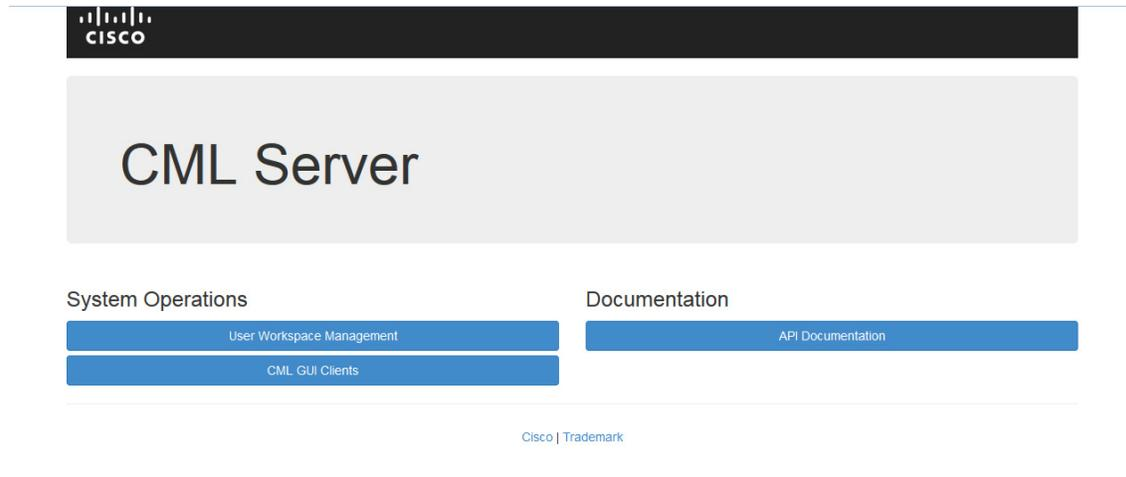 CISCO
CML Server
System Operations
User Workspace Management
CML GUI Clients
Documentation
API Documentation
Cisco | Trademark